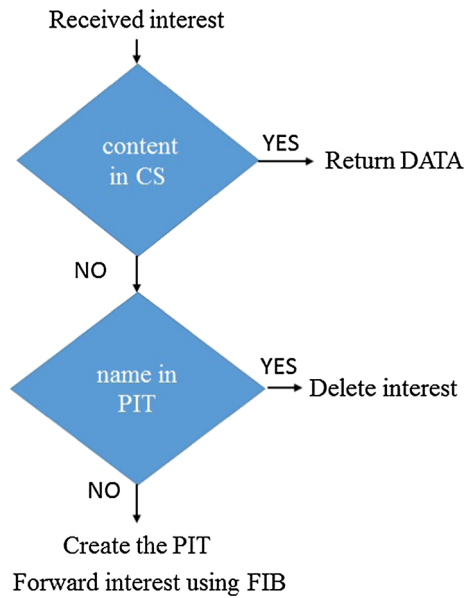 Received interest
content
in CS
YES
Return DATA
NO
name in
PIT
YES
Delete interest
NO
Create the PIT
Forward interest using FIB